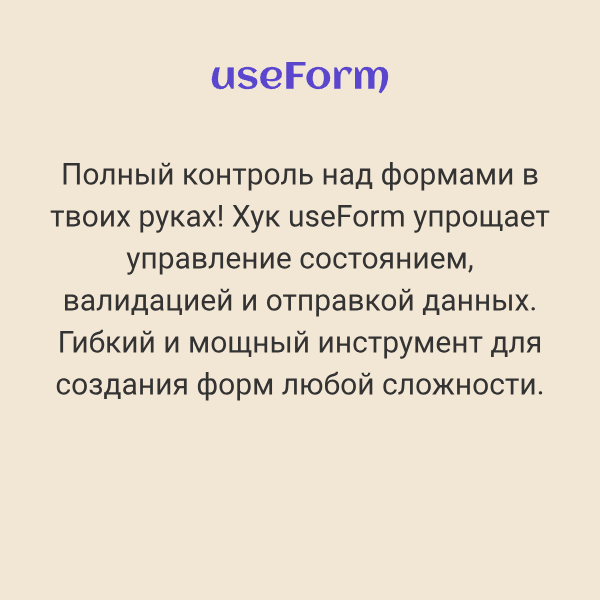 useForm
Полный контроль над формами в
твоих руках! Хук useForm упрощает
управление состоянием,
валидацией и отправкой данных.
Гибкий и мощный инструмент для
создания форм любой сложности.